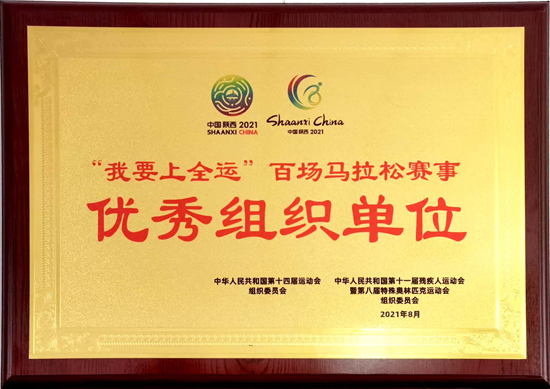 中国陕西 2021
SHAANXI CHINA
Shaanxi China
中国陕西 2021
“我要上全运”百场马拉松赛事
优秀组织单位
中华人民共和国第十四届运动会
组织委员会
中华人民共和国第十一届残疾人运动会
暨第八届特殊奥林匹克运动会
组织委员会
2021年8月